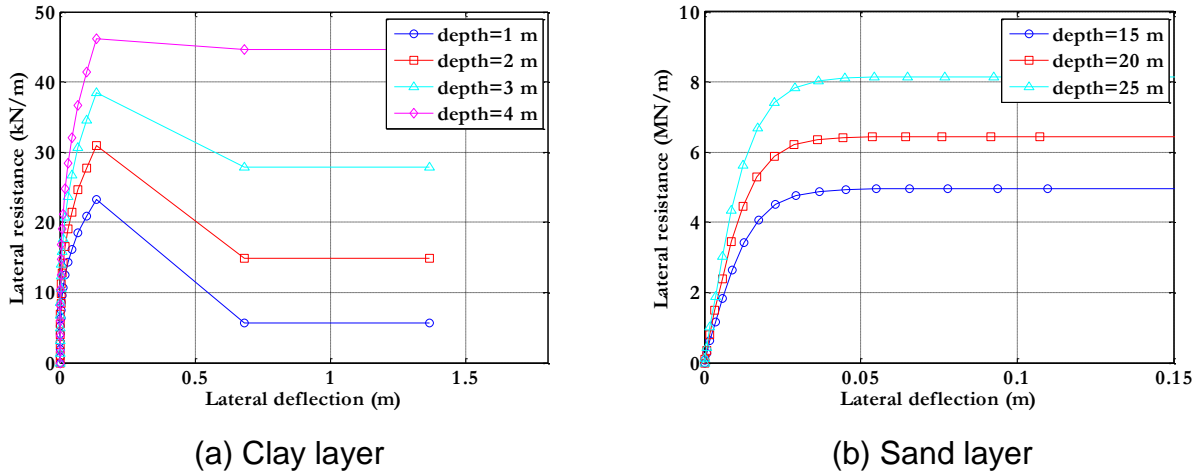 50
40
30
20
10
0
Lateral resistance (kN/m)
0
0.5
1
1.5
Lateral deflection (m)
depth=1 m
depth=2 m
depth=3 m
depth=4 m
(a) Clay layer
10
8
6
4
2
0
Lateral resistance (MN/m)
0
0.05
0.1
0.15
Lateral deflection (m)
depth=15 m
depth=20 m
depth=25 m
(b) Sand layer